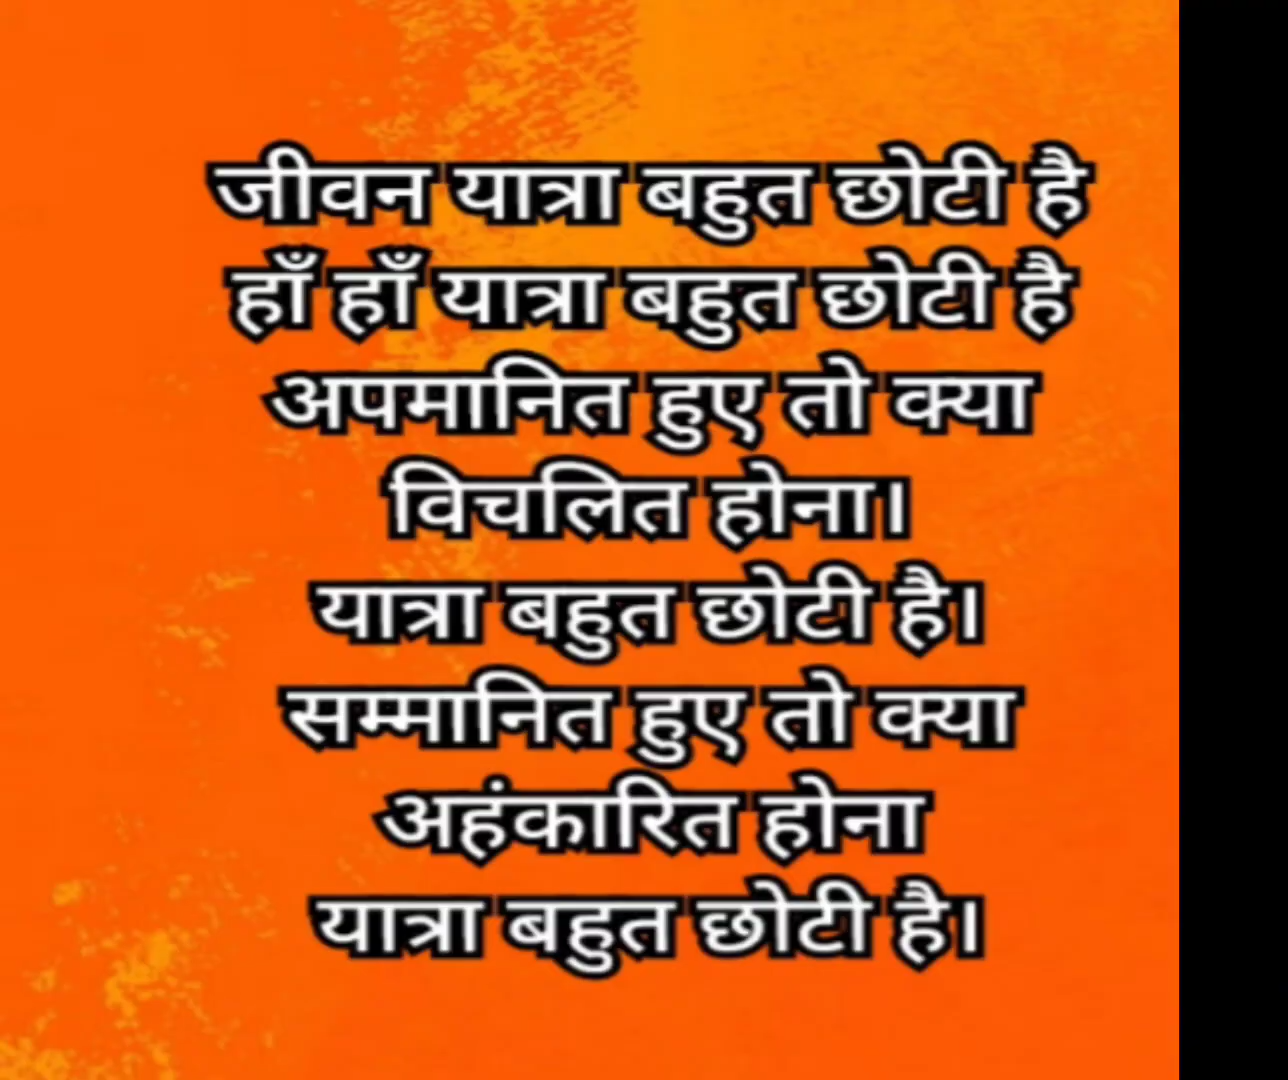 जीवन यात्रा बहुत छोटी है
हाँ हाँ यात्रा बहुत छोटी है
अपमानित हुए तो क्या
विचलित होना।
यात्रा बहुत छोटी है।
सम्मानित हुए तो क्या
अहंकारित होना
यात्रा बहुत छोटी है।